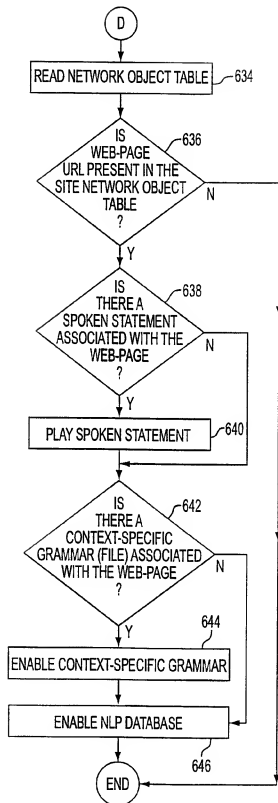 D
READ NETWORK OBJECT TABLE
634
IS
WEB-PAGE
URL PRESENT IN THE
SITE NETWORK OBJECT
TABLE
?
636
N
Y
IS
THERE A
SPOKEN STATEMENT
ASSOCIATED WITH THE
WEB-PAGE
?
638
N
Y
PLAY SPOKEN STATEMENT
640
IS
THERE A
CONTEXT-SPECIFIC
GRAMMAR (FILE) ASSOCIATED
WITH THE WEB-PAGE
?
642
N
Y
644
ENABLE CONTEXT-SPECIFIC GRAMMAR
ENABLE NLP DATABASE
646
END